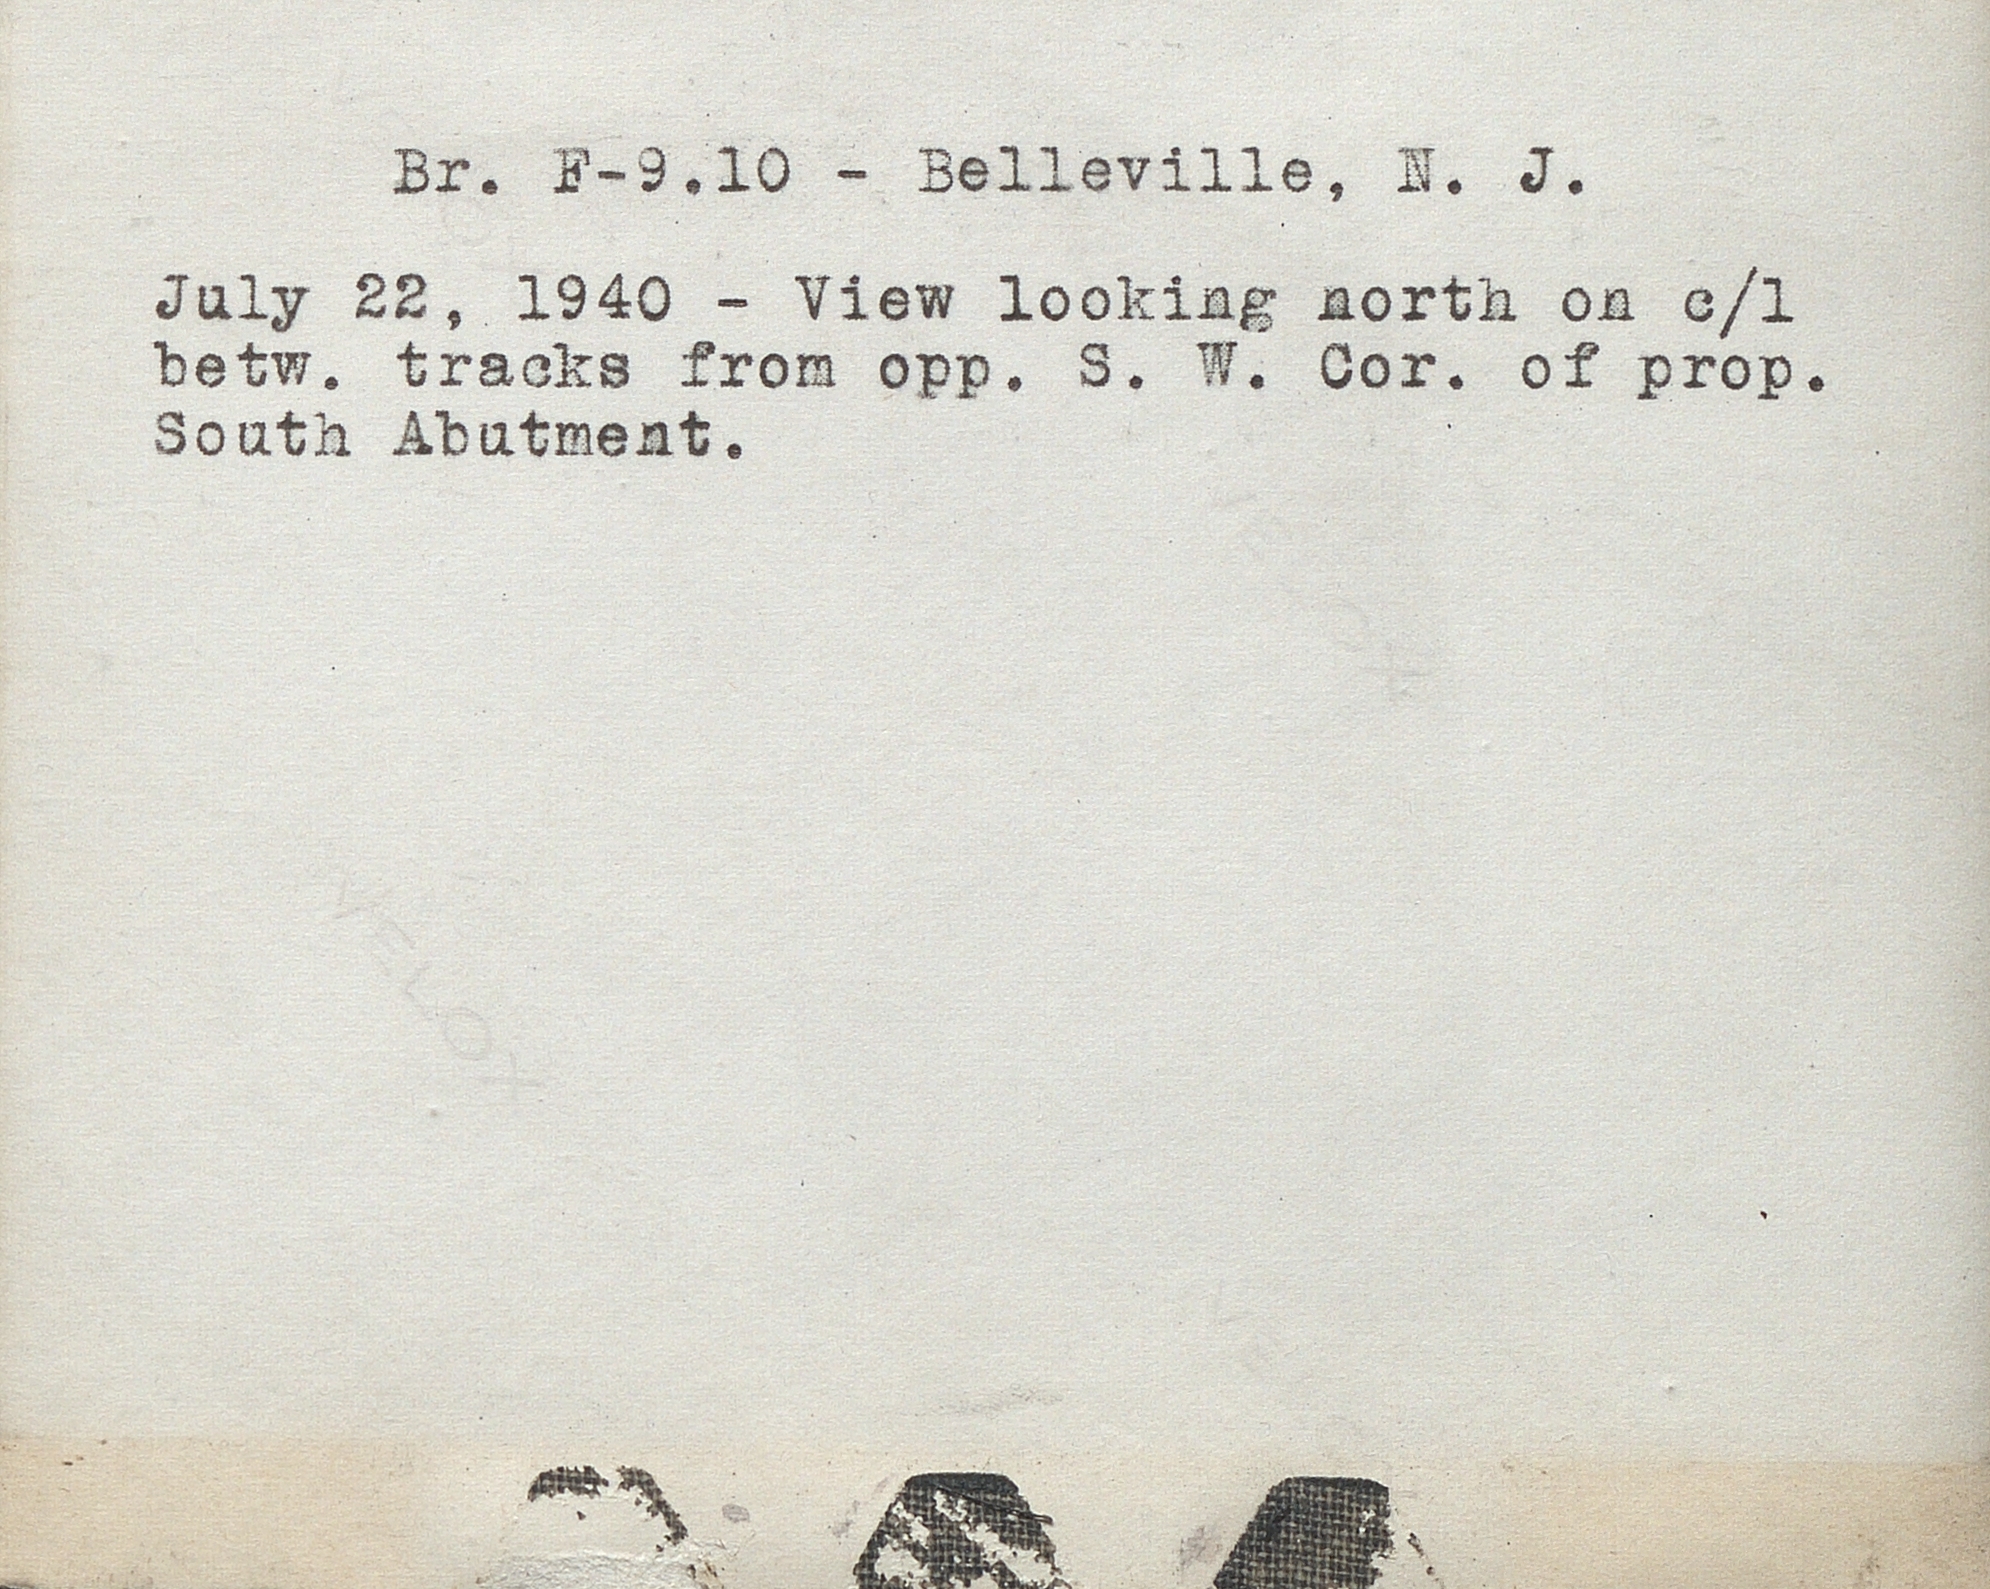 Br. F-9.10 - Belleville, N. J.
July 22, 1940 - View looking north on c/l
betw. tracks from opp. S. W. Cor. of prop.
South Abutment.
VELOX